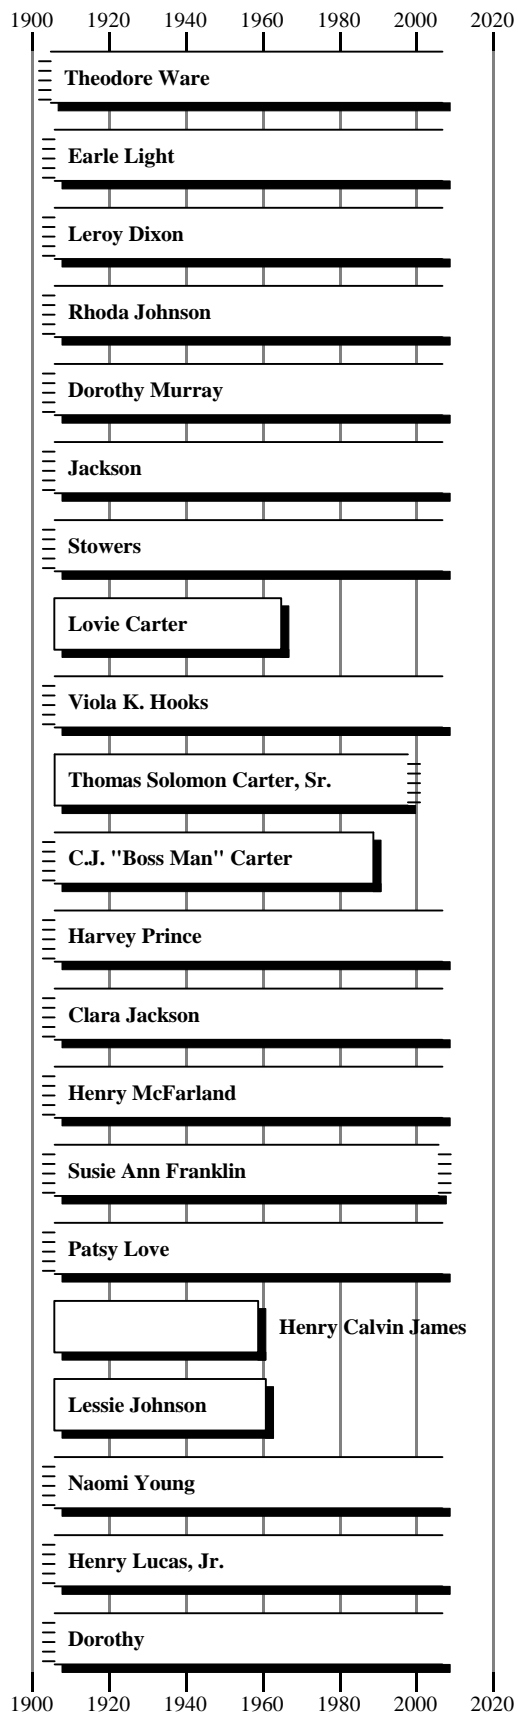 1900 1920 1940 1960 1980 2000 2020
Theodore Ware
Earle Light
Leroy Dixon
Rhoda Johnson
Dorothy Murray
Jackson
Stowers
Lovie Carter
Viola K. Hooks
Thomas Solomon Carter, Sr.
C.J. "Boss Man" Carter
Harvey Prince
Clara Jackson
Henry McFarland
Susie Ann Franklin
Patsy Love
Henry Calvin James
Lessie Johnson
Naomi Young
Henry Lucas, Jr.
Dorothy
1900 1920 1940 1960 1980 2000 2020